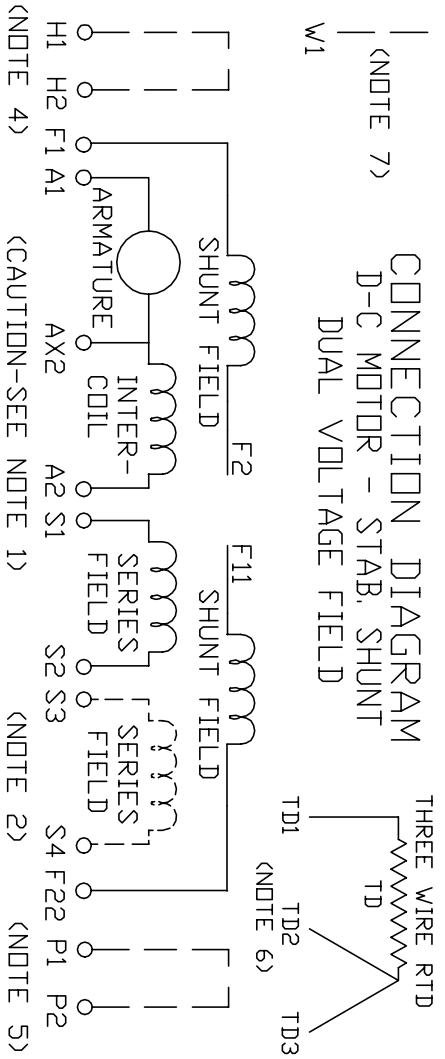 CONNECTION DIAGRAM
D-C MOTOR - STAB. SHUNT
DUAL VOLTAGE FIELD
W1
(NOTE 7)
THREE WIRE RTD
TD
TD1 TD2 TD3
(NOTE 6)
F2 F11
SHUNT FIELD SHUNT FIELD
ARMATURE
INTER-
COIL
SERIES
FIELD
SERIES
FIELD
H1 H2 F1 A1 AX2 A2 S1 S2 S3 S4 F22 P1 P2
(NOTE 4) (CAUTION-SEE NOTE 1) (NOTE 2) (NOTE 5)